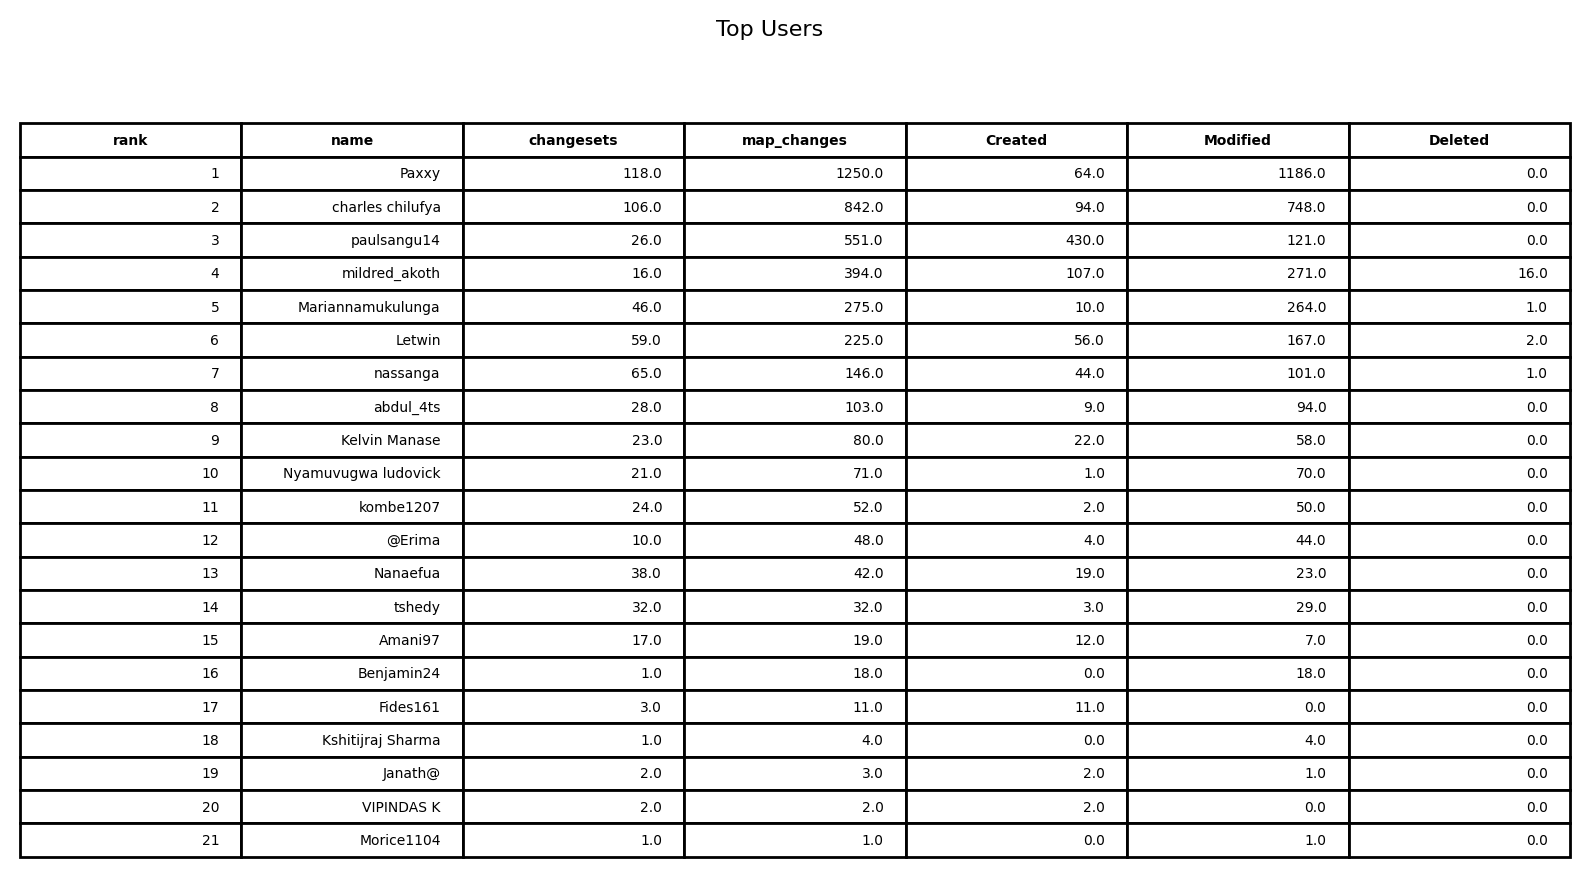 Top Users
rank name changesets map_changes Created Modified Deleted
1 Paxxy 118.0 1250.0 64.0 1186.0 0.0
2 charles chilufya 106.0 842.0 94.0 748.0 0.0
3 paulsangu14 26.0 551.0 430.0 121.0 0.0
4 mildred_akoth 16.0 394.0 107.0 271.0 16.0
5 Mariannamukulunga 46.0 275.0 10.0 264.0 1.0
6 Letwin 59.0 225.0 56.0 167.0 2.0
7 nassanga 65.0 146.0 44.0 101.0 1.0
8 abdul_4ts 28.0 103.0 9.0 94.0 0.0
9 Kelvin Manase 23.0 80.0 22.0 58.0 0.0
10 Nyamuvugwa ludovick 21.0 71.0 1.0 70.0 0.0
11 kombe1207 24.0 52.0 2.0 50.0 0.0
12 @Erima 10.0 48.0 4.0 44.0 0.0
13 Nanaefua 38.0 42.0 19.0 23.0 0.0
14 tshedy 32.0 32.0 3.0 29.0 0.0
15 Amani97 17.0 19.0 12.0 7.0 0.0
16 Benjamin24 1.0 18.0 0.0 18.0 0.0
17 Fides161 3.0 11.0 11.0 0.0 0.0
18 Kshitijraj Sharma 1.0 4.0 0.0 4.0 0.0
19 Janath@ 2.0 3.0 2.0 1.0 0.0
20 VIPINDAS K 2.0 2.0 2.0 0.0 0.0
21 Morice1104 1.0 1.0 0.0 1.0 0.0